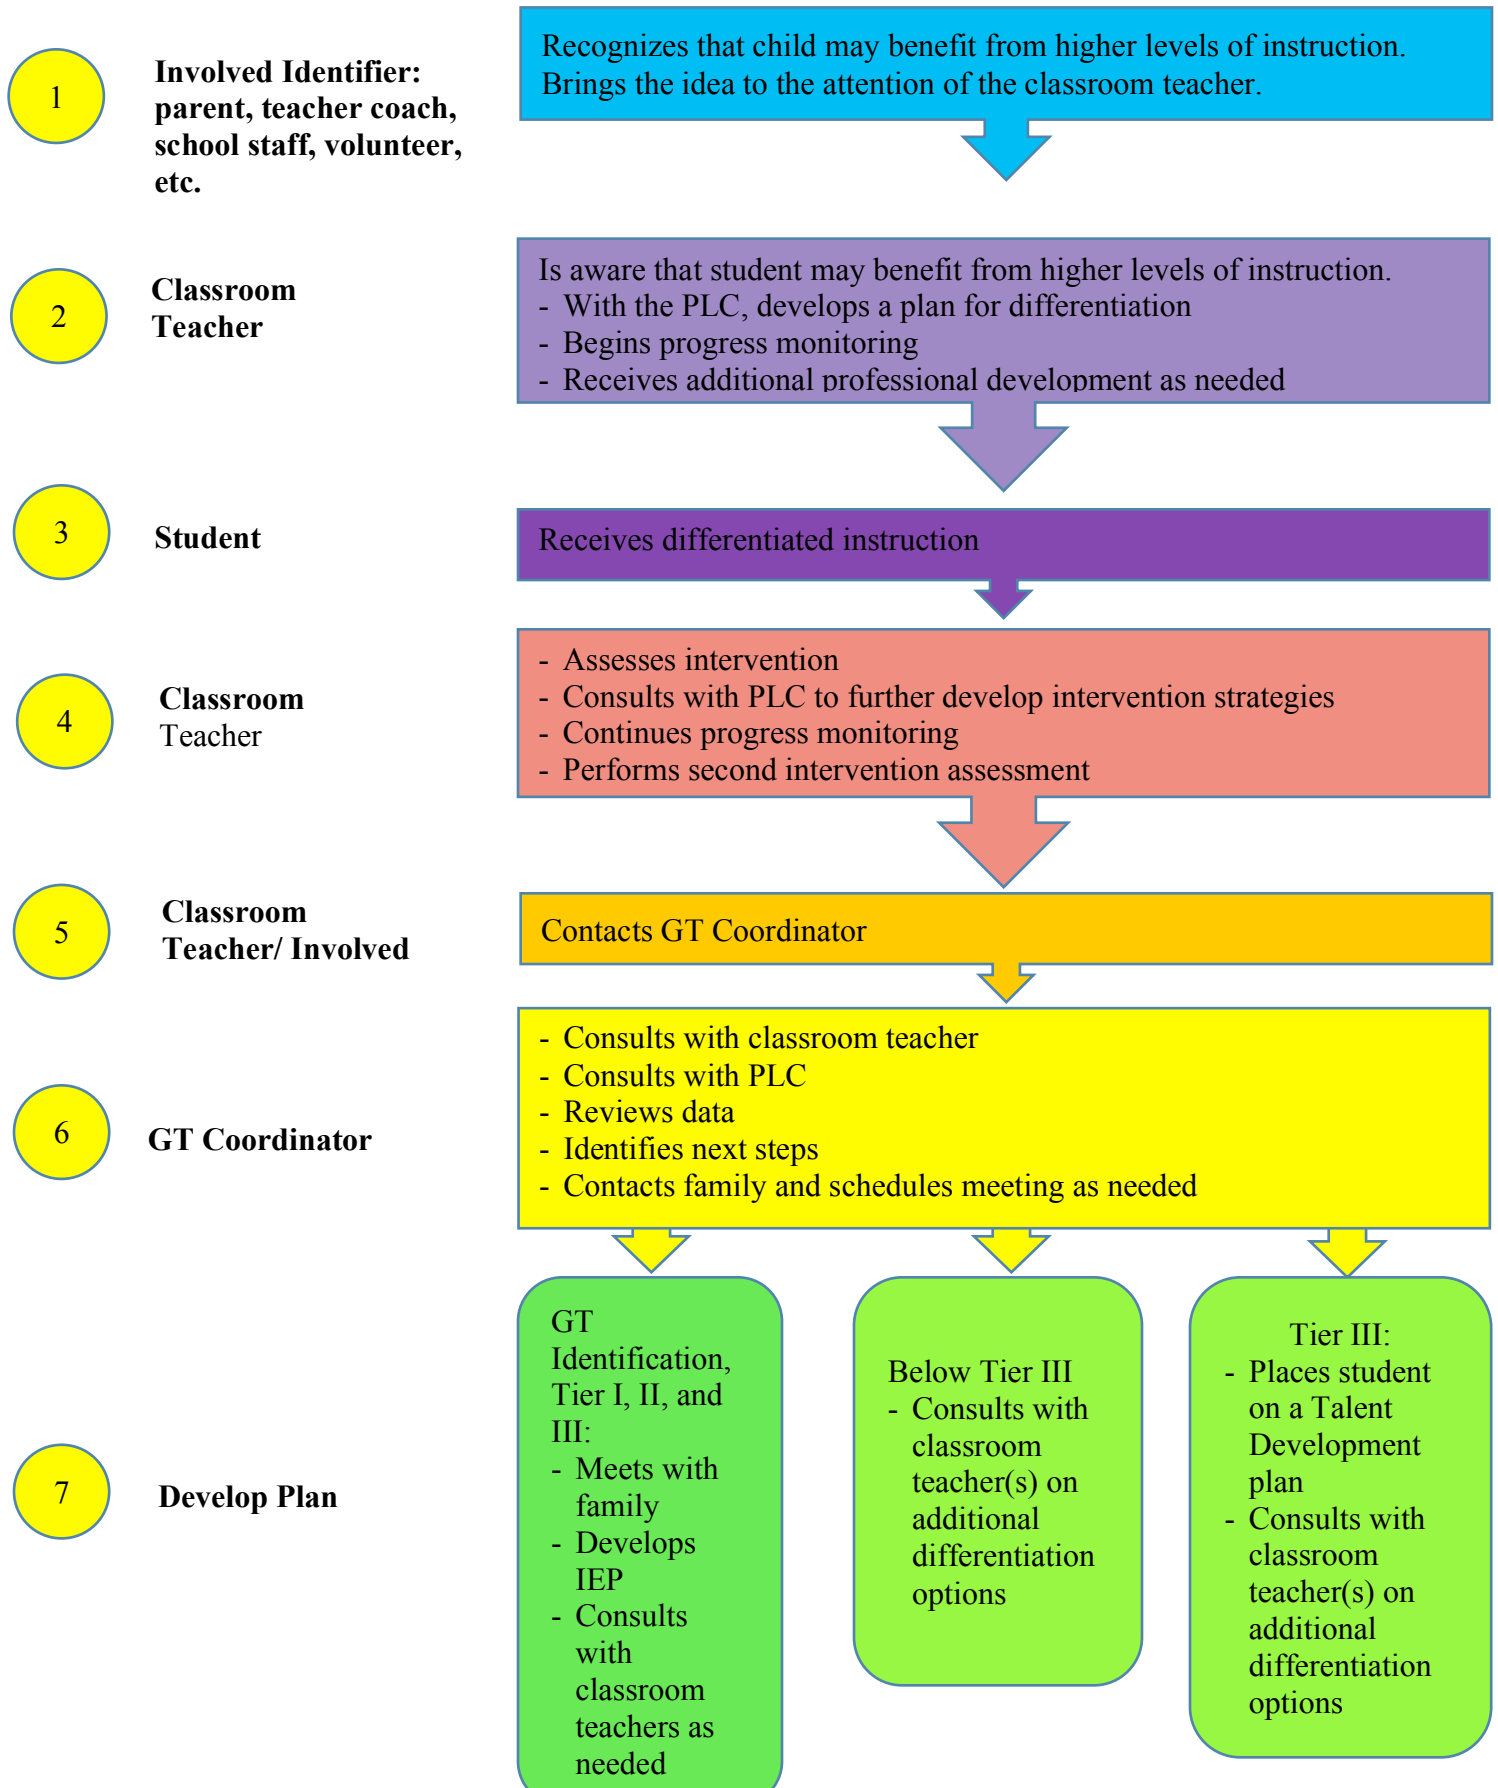 1
Involved Identifier:
parent, teacher coach,
school staff, volunteer,
etc.
Recognizes that child may benefit from higher levels of instruction.
Brings the idea to the attention of the classroom teacher.
2
Classroom
Teacher
Is aware that student may benefit from higher levels of instruction.
- With the PLC, develops a plan for differentiation
- Begins progress monitoring
- Receives additional professional development as needed
3
Student
Receives differentiated instruction
4
Classroom
Teacher
- Assesses intervention
- Consults with PLC to further develop intervention strategies
- Continues progress monitoring
- Performs second intervention assessment
5
Classroom
Teacher/ Involved
Contacts GT Coordinator
6
GT Coordinator
- Consults with classroom teacher
- Consults with PLC
- Reviews data
- Identifies next steps
- Contacts family and schedules meeting as needed
7
Develop Plan
GT
Identification,
Tier I, II, and
III:
- Meets with
family
- Develops
IEP
- Consults
with
classroom
teachers as
needed
Below Tier III
- Consults with
classroom
teacher(s) on
additional
differentiation
options
Tier III:
- Places student
on a Talent
Development
plan
- Consults with
classroom
teacher(s) on
additional
differentiation
options